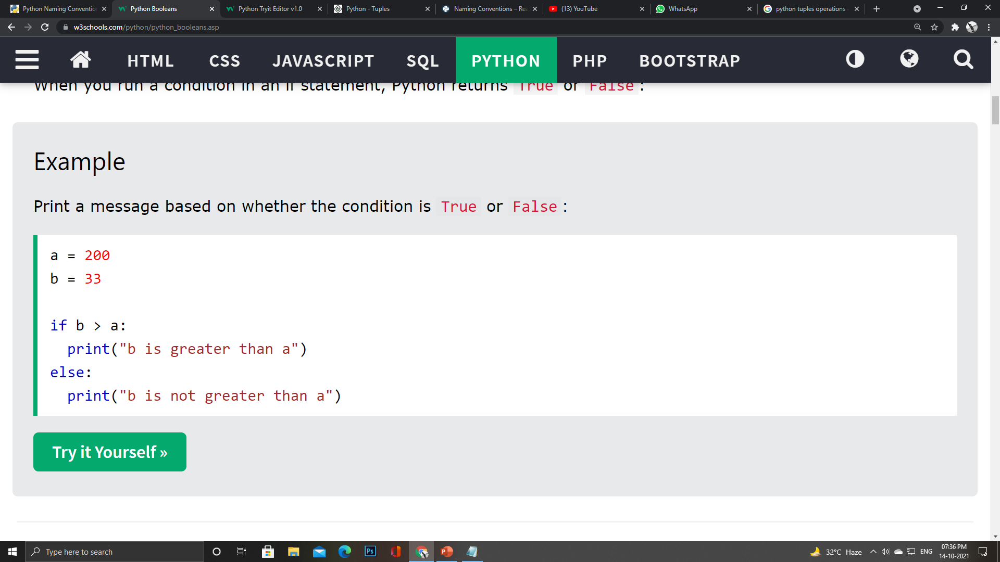 Python Naming Conventio
Python Booleans
Python Tryit Editor v1.0
Python - Tuples
Naming Conventions – Rea
(13) YouTube
WhatsApp
python tuples operations -
w3schools.com/python/python_booleans.asp
HTML CSS JAVASCRIPT SQL PYTHON PHP BOOTSTRAP
When you run a condition in an if statement, Python returns True or False:
Example
Print a message based on whether the condition is True or False:
a = 200
b = 33
if b > a:
  print("b is greater than a")
else:
  print("b is not greater than a")
Try it Yourself »
Type here to search
Ps
P
32°C Haze
ENG
07:36 PM
14-10-2021